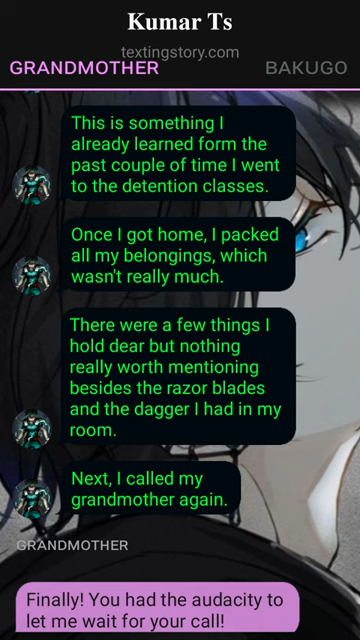 Kumar Ts
textingstory.com
GRANDMOTHER
BAKUGO
This is something I
already learned form the
past couple of time I went
to the detention classes.
Once I got home, I packed
all my belongings, which
wasn't really much.
There were a few things I
hold dear but nothing
really worth mentioning
besides the razor blades
and the dagger I had in my
room.
Next, I called my
grandmother again.
GRANDMOTHER
Finally! You had the audacity to
let me wait for your call!